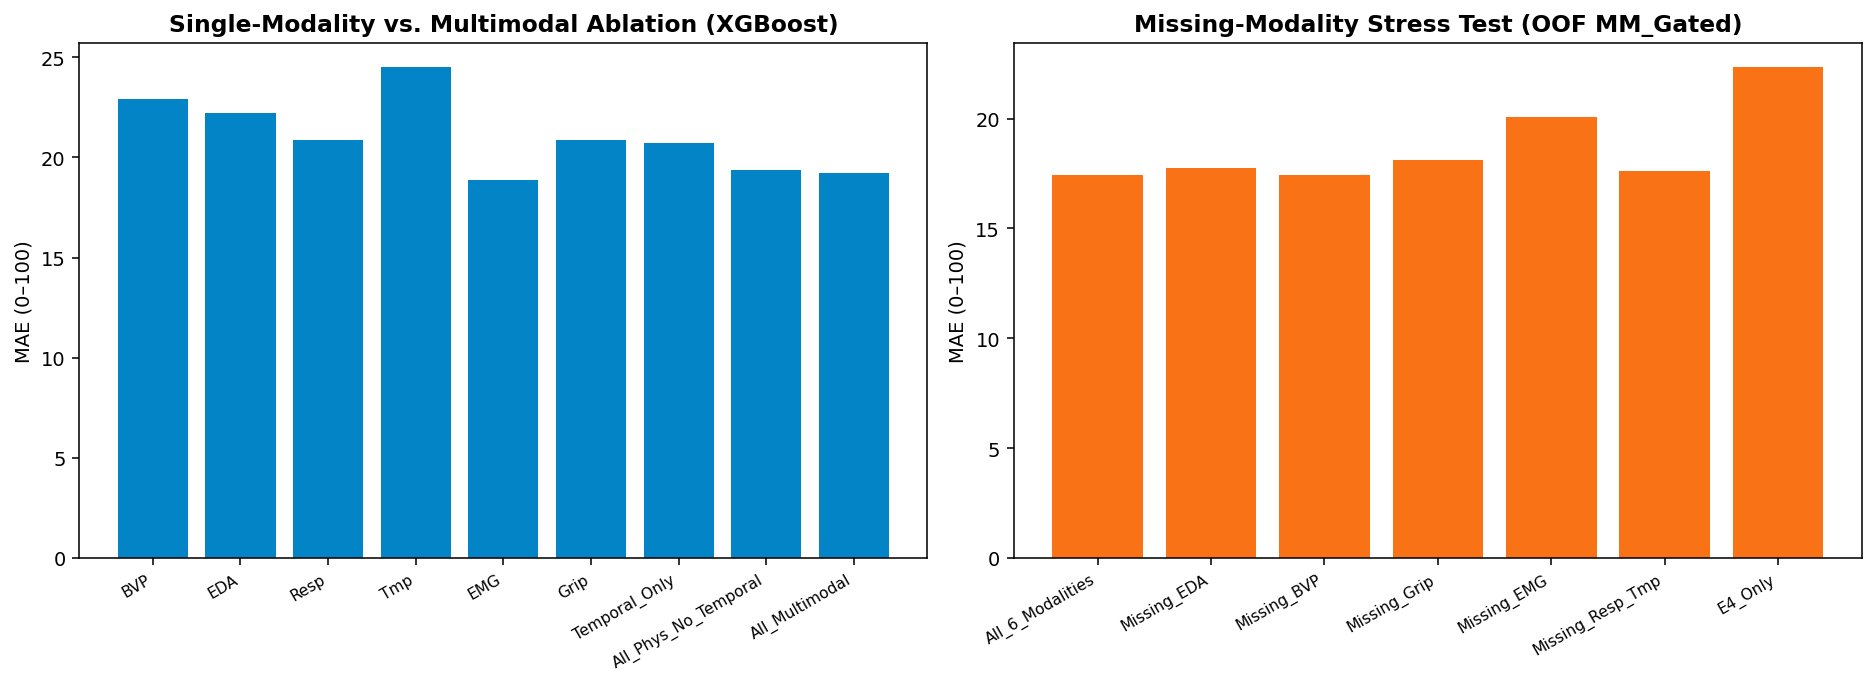 Single-Modality vs. Multimodal Ablation (XGBoost)
MAE (0–100)
25
20
15
10
5
0
BVP
EDA
Resp
Tmp
EMG
Grip
Temporal_Only
All_Phys_No_Temporal
All_Multimodal
Missing-Modality Stress Test (OOF MM_Gated)
MAE (0–100)
20
15
10
5
0
All_6_Modalities
Missing_EDA
Missing_BVP
Missing_Grip
Missing_EMG
Missing_Resp_Tmp
E4_Only